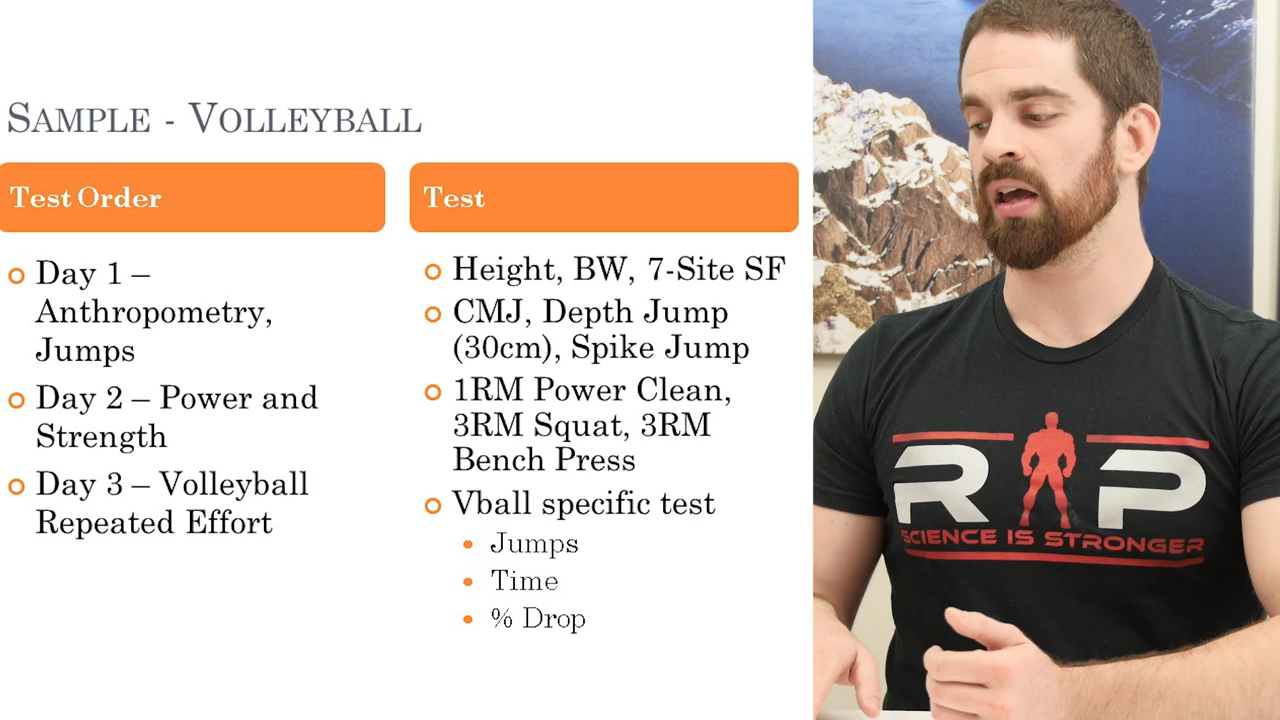 SAMPLE - VOLLEYBALL
Test Order
Day 1 –
Anthropometry,
Jumps
Day 2 – Power and
Strength
Day 3 – Volleyball
Repeated Effort
Test
Height, BW, 7-Site SF
CMJ, Depth Jump
(30cm), Spike Jump
1RM Power Clean,
3RM Squat, 3RM
Bench Press
Vball specific test
Jumps
Time
% Drop
R P
SCIENCE IS STRONGER